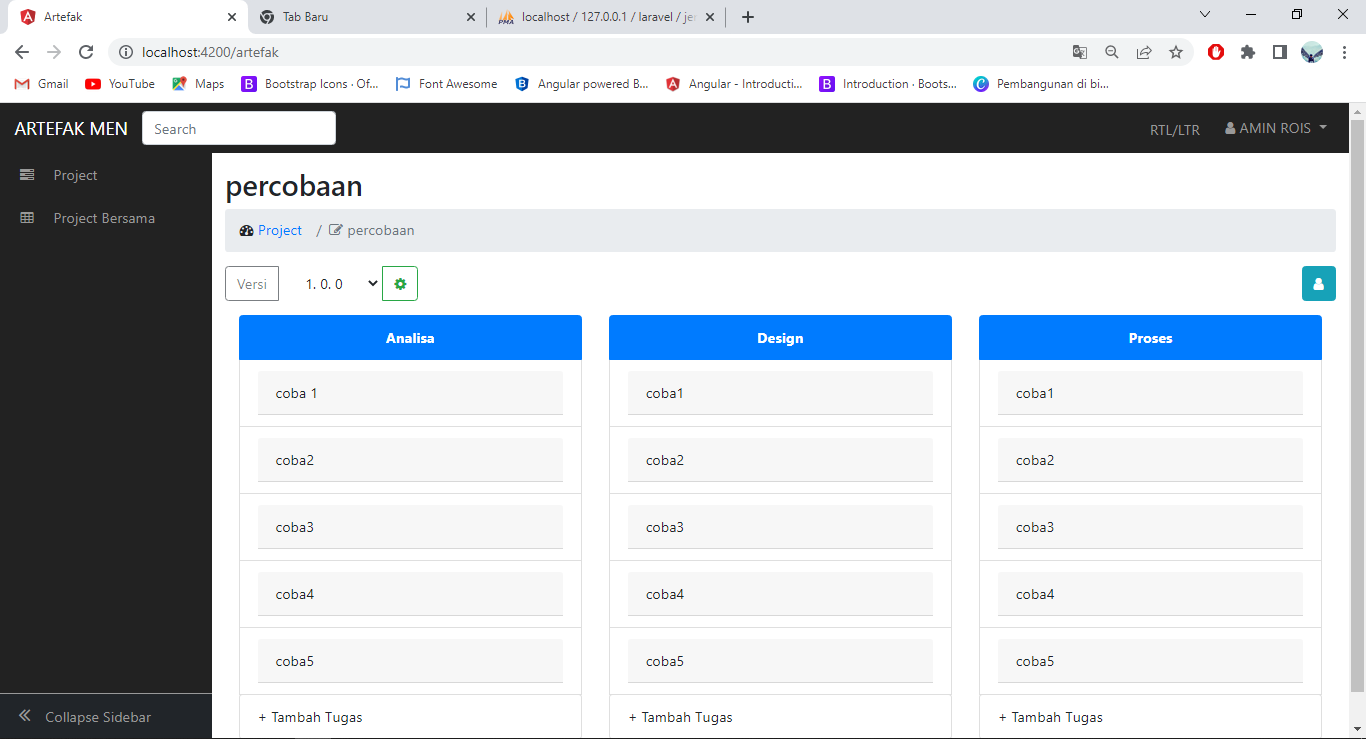 Artefak
Tab Baru
localhost / 127.0.0.1 / laravel / je
localhost:4200/artefak
Gmail
YouTube
Maps
Bootstrap Icons · Of...
Font Awesome
Angular powered B...
Angular - Introducti...
Introduction · Boots...
Pembangunan di bi...
ARTEFAK MEN
Search
RTL/LTR
AMIN ROIS
Project
Project Bersama
Collapse Sidebar
percobaan
Project / percobaan
Versi
1. 0. 0
Analisa
coba 1
coba2
coba3
coba4
coba5
+ Tambah Tugas
Design
coba1
coba2
coba3
coba4
coba5
+ Tambah Tugas
Proses
coba1
coba2
coba3
coba4
coba5
+ Tambah Tugas